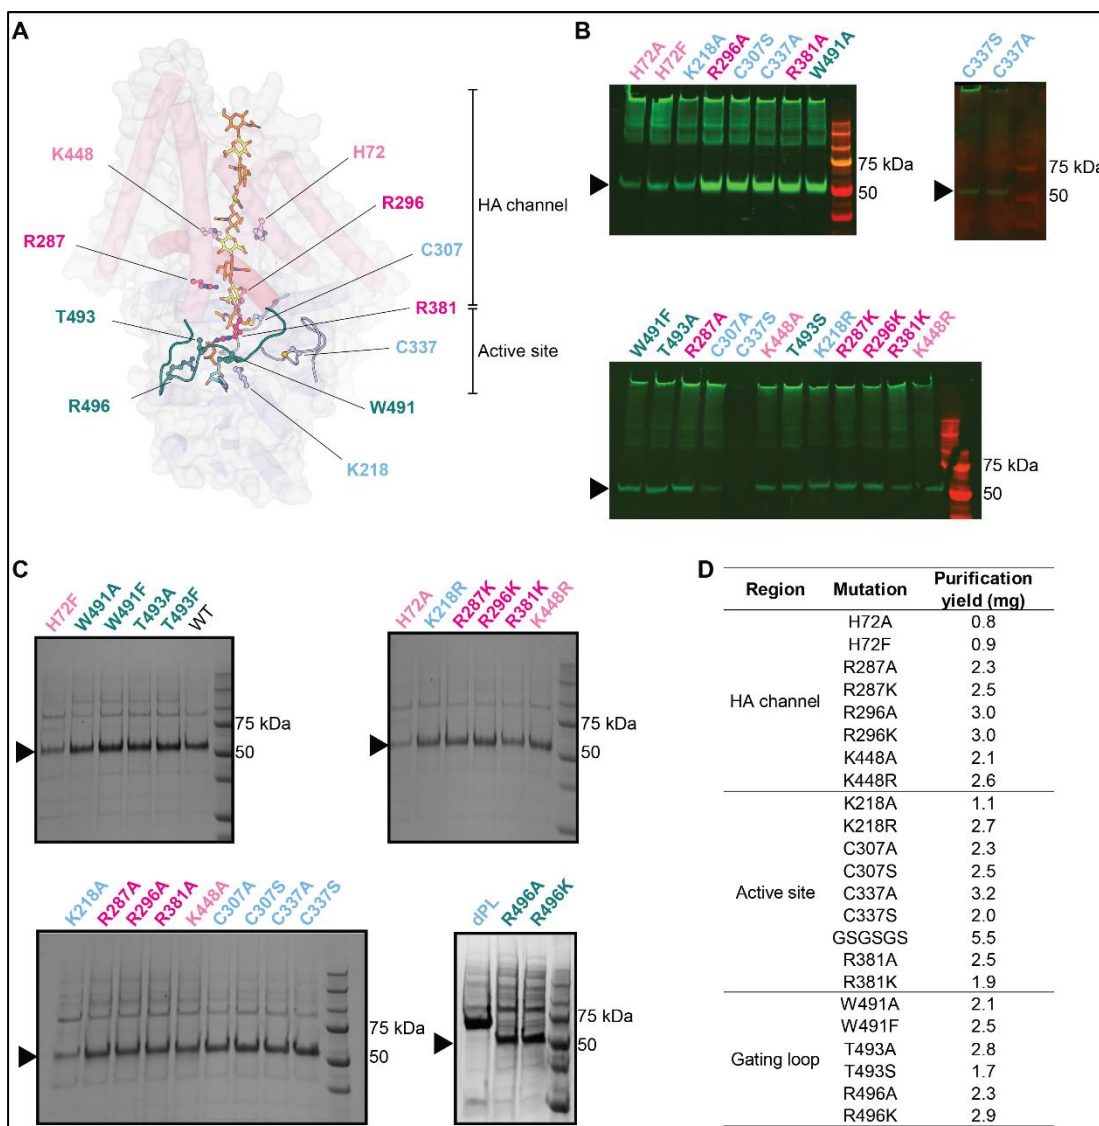 A
K448
H72
R296
R287
C307
T493
R381
C337
R496
W491
K218
HA channel
Active site
B
H72A H72F K218A R296A C307S C337A R381A W491A
75 kDa
50
C337S C337A
75 kDa
50
W491F T493A R287A C307A C337S K448A T493S K218R R287K R296K R381K K448R
75 kDa
50
C
H72F W491A W491F T493A T493F WT
75 kDa
50
H72A K218R R287K R296K R381K K448R
75 kDa
50
K218A R287A R296A R381A K448A C307A C307S C337A C337S
75 kDa
50
dPL R496A R496K
75 kDa
50
D
Region Mutation Purification yield (mg)
HA channel
H72A 0.8
H72F 0.9
R287A 2.3
R287K 2.5
R296A 3.0
R296K 3.0
K448A 2.1
K448R 2.6
Active site
K218A 1.1
K218R 2.7
C307A 2.3
C307S 2.5
C337A 3.2
C337S 2.0
GSGSGS 5.5
R381A 2.5
R381K 1.9
Gating loop
W491A 2.1
W491F 2.5
T493A 2.8
T493S 1.7
R496A 2.3
R496K 2.9